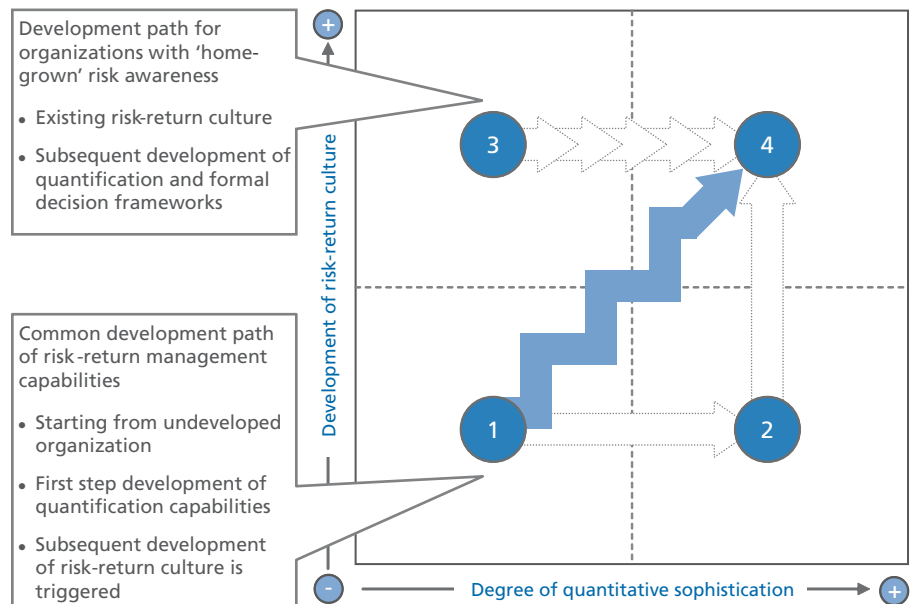 Development path for
organizations with ‘home-
grown’ risk awareness
• Existing risk-return culture
• Subsequent development of
quantification and formal
decision frameworks
Common development path
of risk-return management
capabilities
• Starting from undeveloped
organization
• First step development of
quantification capabilities
• Subsequent development
of risk-return culture is
triggered
+
Development of risk-return culture
-
3
4
1
2
Degree of quantitative sophistication
+